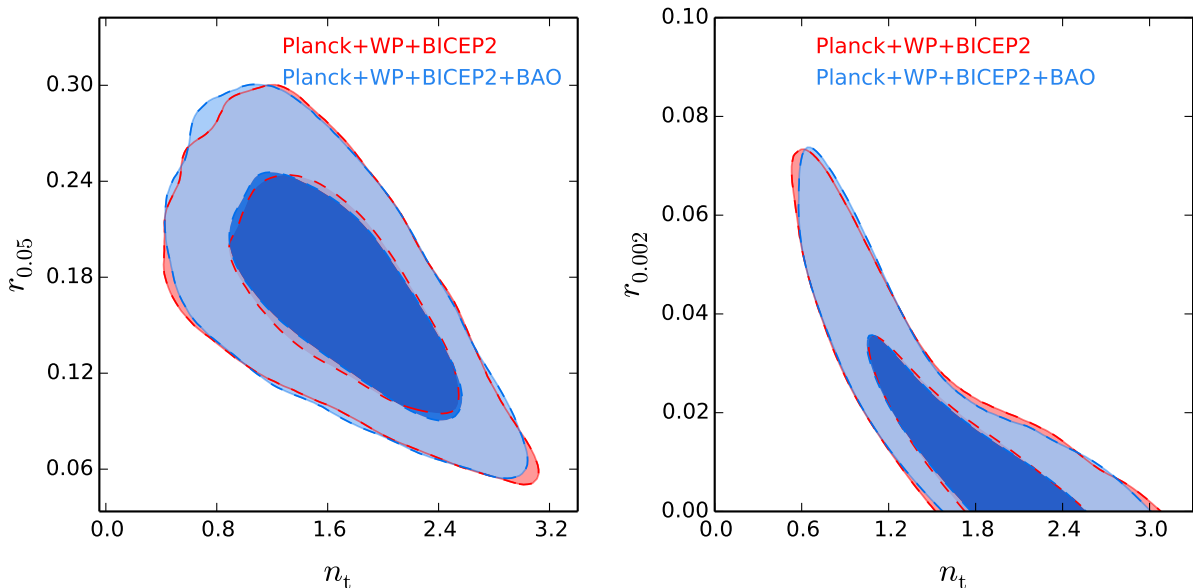 Planck+WP+BICEP2
Planck+WP+BICEP2+BAO
0.30
0.24
0.18
0.12
0.06
r0.05
0.0 0.8 1.6 2.4 3.2
nt
Planck+WP+BICEP2
Planck+WP+BICEP2+BAO
0.10
0.08
0.06
0.04
0.02
0.00
r0.002
0.0 0.6 1.2 1.8 2.4 3.0
nt